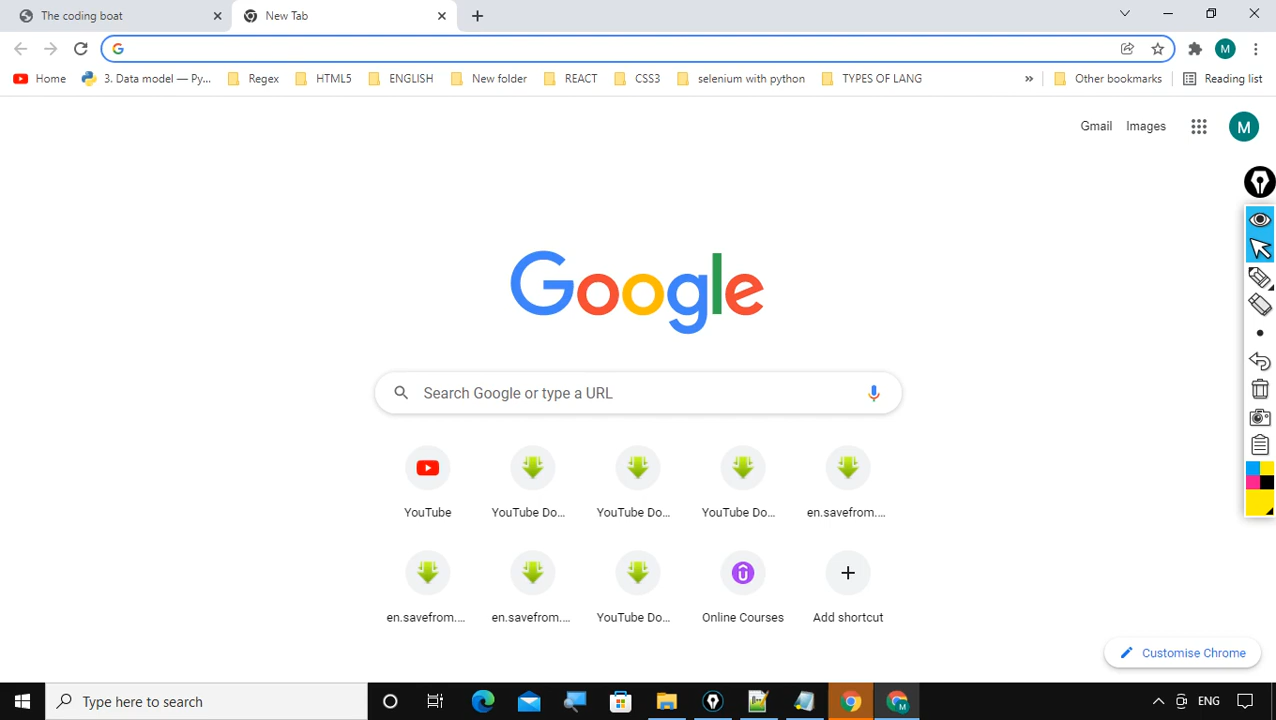 The coding boat
New Tab
Home
3. Data model — Py...
Regex
HTML5
ENGLISH
New folder
REACT
CSS3
selenium with python
TYPES OF LANG
»
Other bookmarks
Reading list
M
Gmail
Images
M
Google
Search Google or type a URL
YouTube
YouTube Do...
YouTube Do...
YouTube Do...
en.savefrom....
en.savefrom....
en.savefrom....
YouTube Do...
Online Courses
Add shortcut
Customise Chrome
Type here to search
ENG